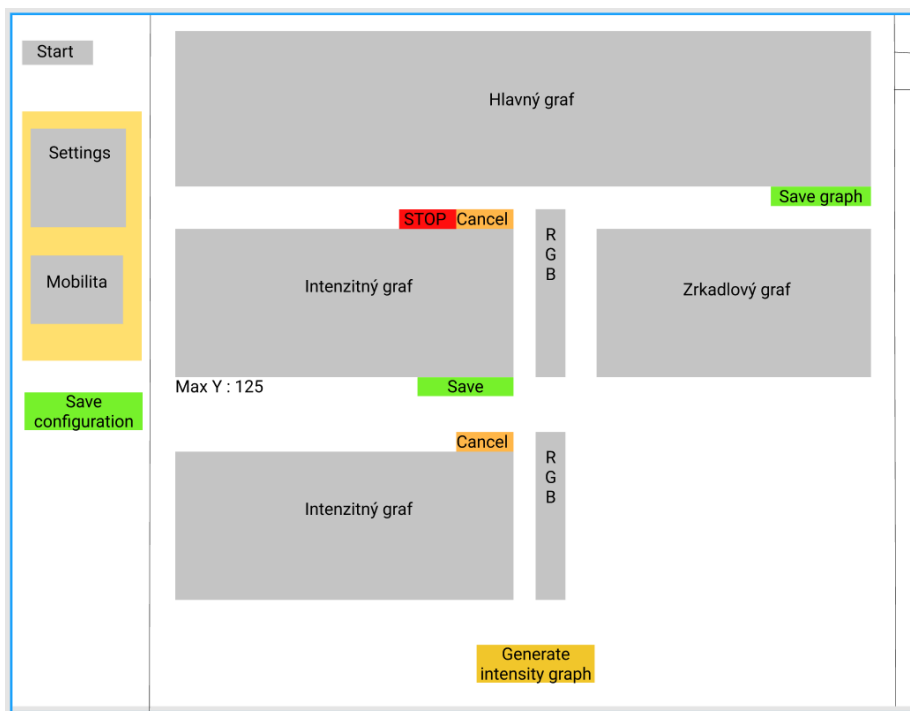 Start
Settings
Mobilita
Save
configuration
Hlavný graf
Save graph
STOP
Cancel
Intenzitný graf
R
G
B
Zrkadlový graf
Max Y : 125
Save
Cancel
Intenzitný graf
R
G
B
Generate
intensity graph